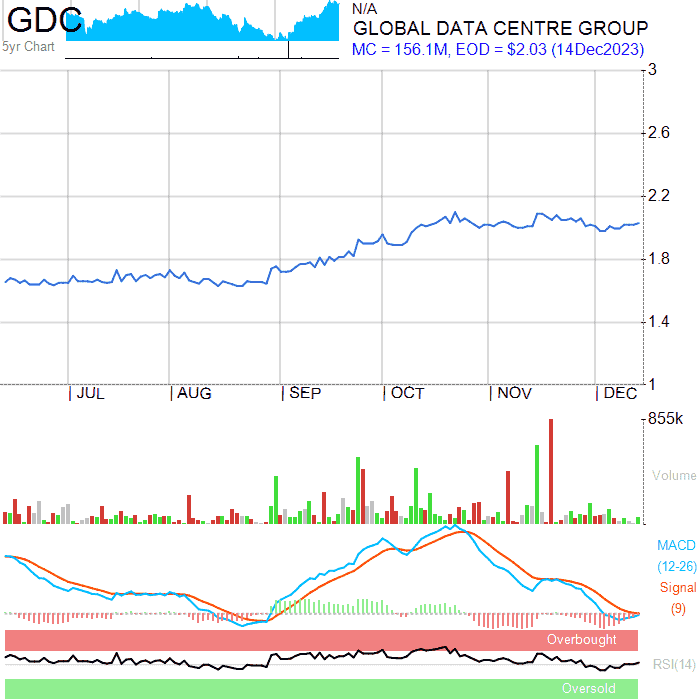 GDC
5yr Chart
N/A
GLOBAL DATA CENTRE GROUP
MC = 156.1M, EOD = $2.03 (14Dec2023)
3
2.6
2.2
1.8
1.4
1
JUL AUG SEP OCT NOV DEC
855k
Volume
MACD
(12-26)
Signal
(9)
Overbought
RSI(14)
Oversold